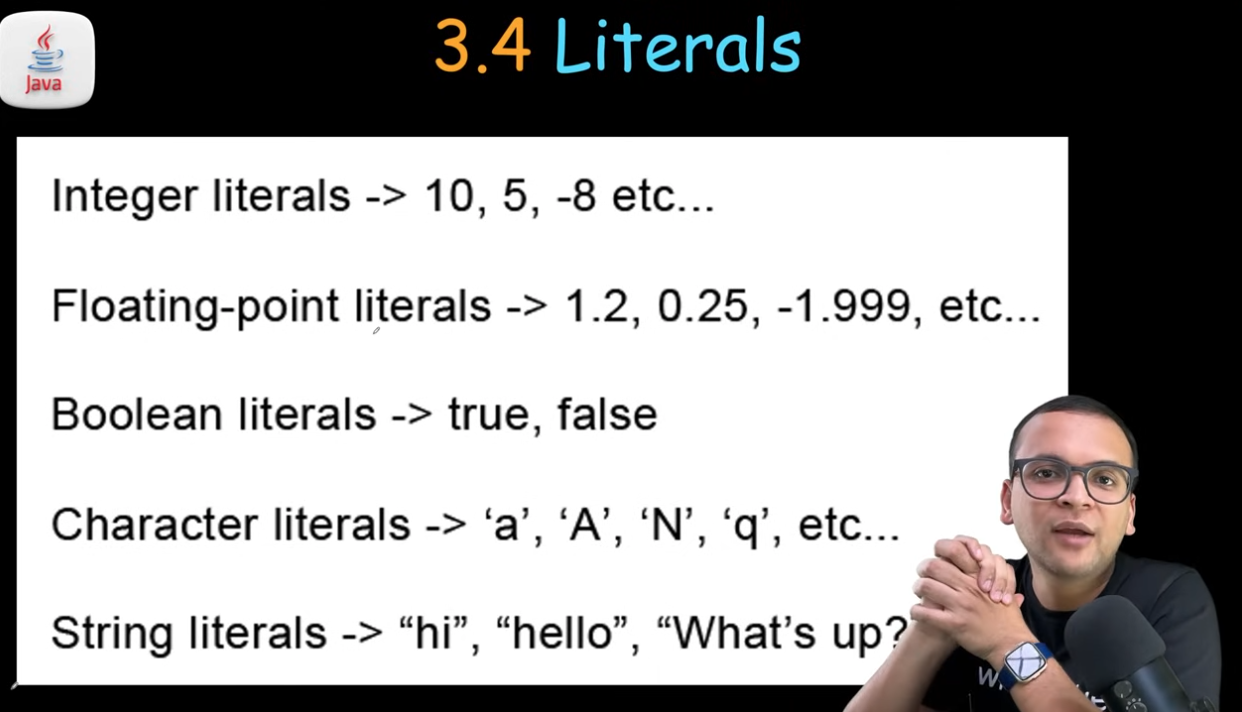 Java
3.4 Literals
Integer literals -> 10, 5, -8 etc...
Floating-point literals -> 1.2, 0.25, -1.999, etc...
Boolean literals -> true, false
Character literals -> ‘a’, ‘A’, ‘N’, ‘q’, etc...
String literals -> “hi”, “hello”, “What’s up?